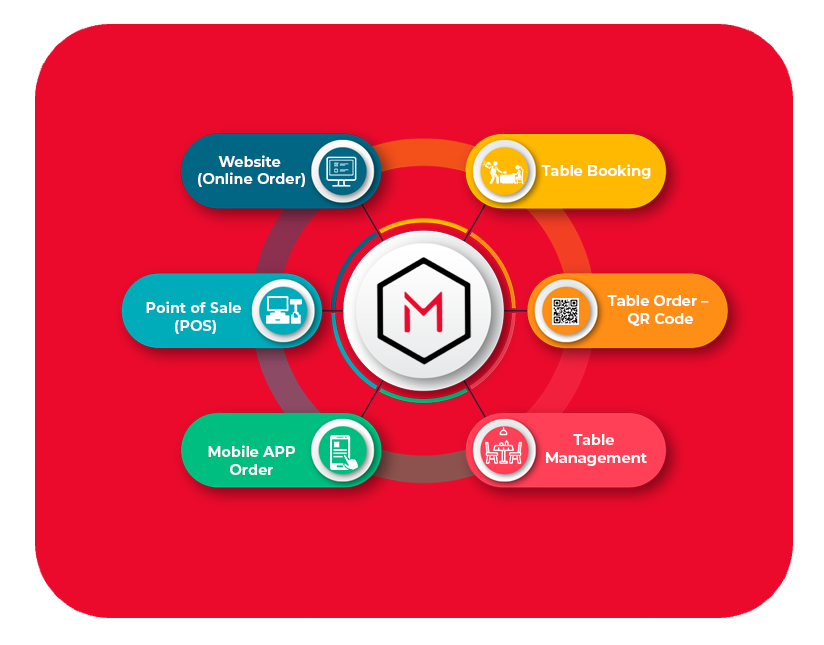 Website
(Online Order)
Table Booking
Point of Sale
(POS)
M
Table Order –
QR Code
Mobile APP
Order
Table
Management